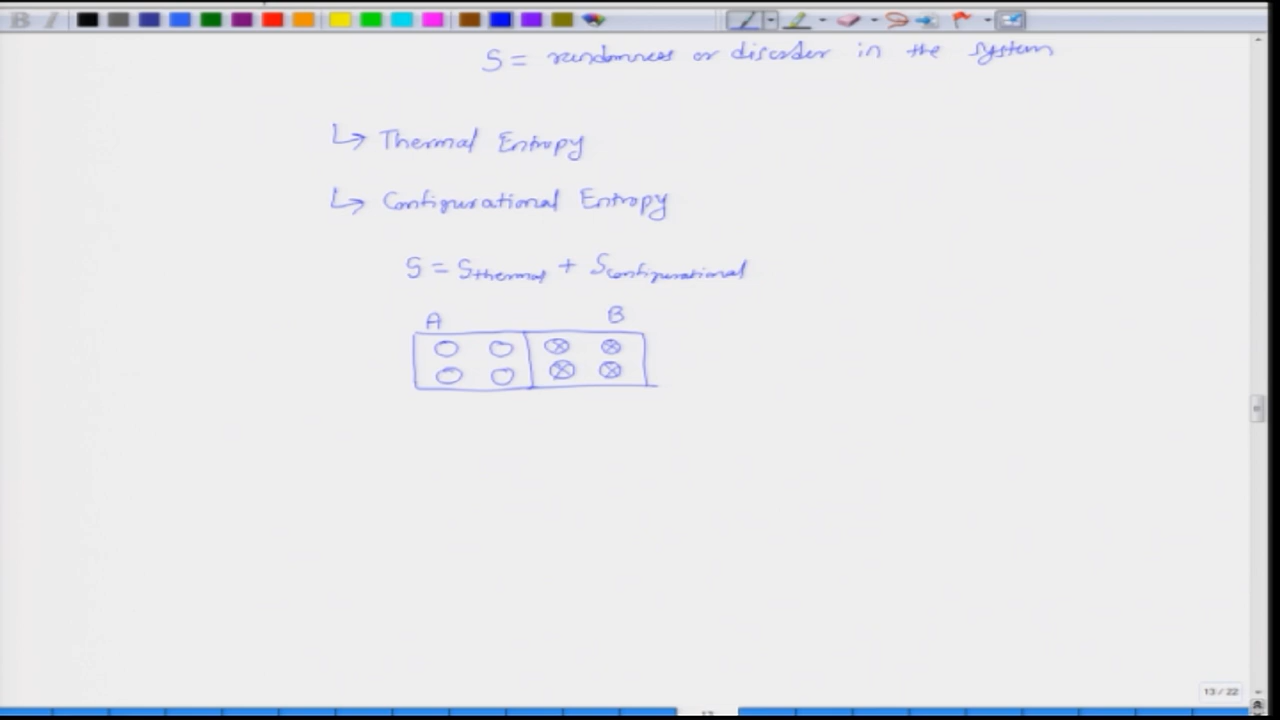 S = randomness or disorder in the system
↳ Thermal Entropy
↳ Configurational Entropy
S = Sthermal + Sconfigurational
A B
13 / 22